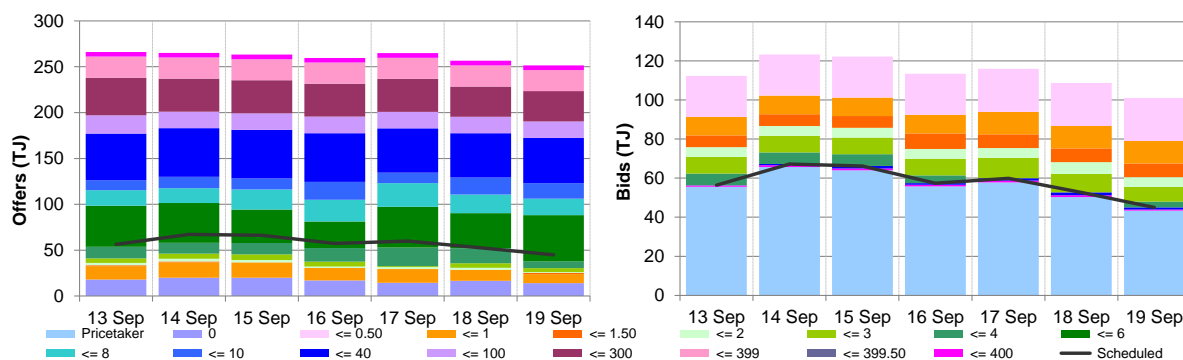 300
250
200
150
100
50
0
Offers (TJ)
13 Sep 14 Sep 15 Sep 16 Sep 17 Sep 18 Sep 19 Sep
140
120
100
80
60
40
20
0
Bids (TJ)
13 Sep 14 Sep 15 Sep 16 Sep 17 Sep 18 Sep 19 Sep
Pricetaker 0 <= 0.50 <= 1 <= 1.50 <= 2 <= 3 <= 4 <= 6
<= 8 <= 10 <= 40 <= 100 <= 300 <= 399 <= 399.50 <= 400 Scheduled